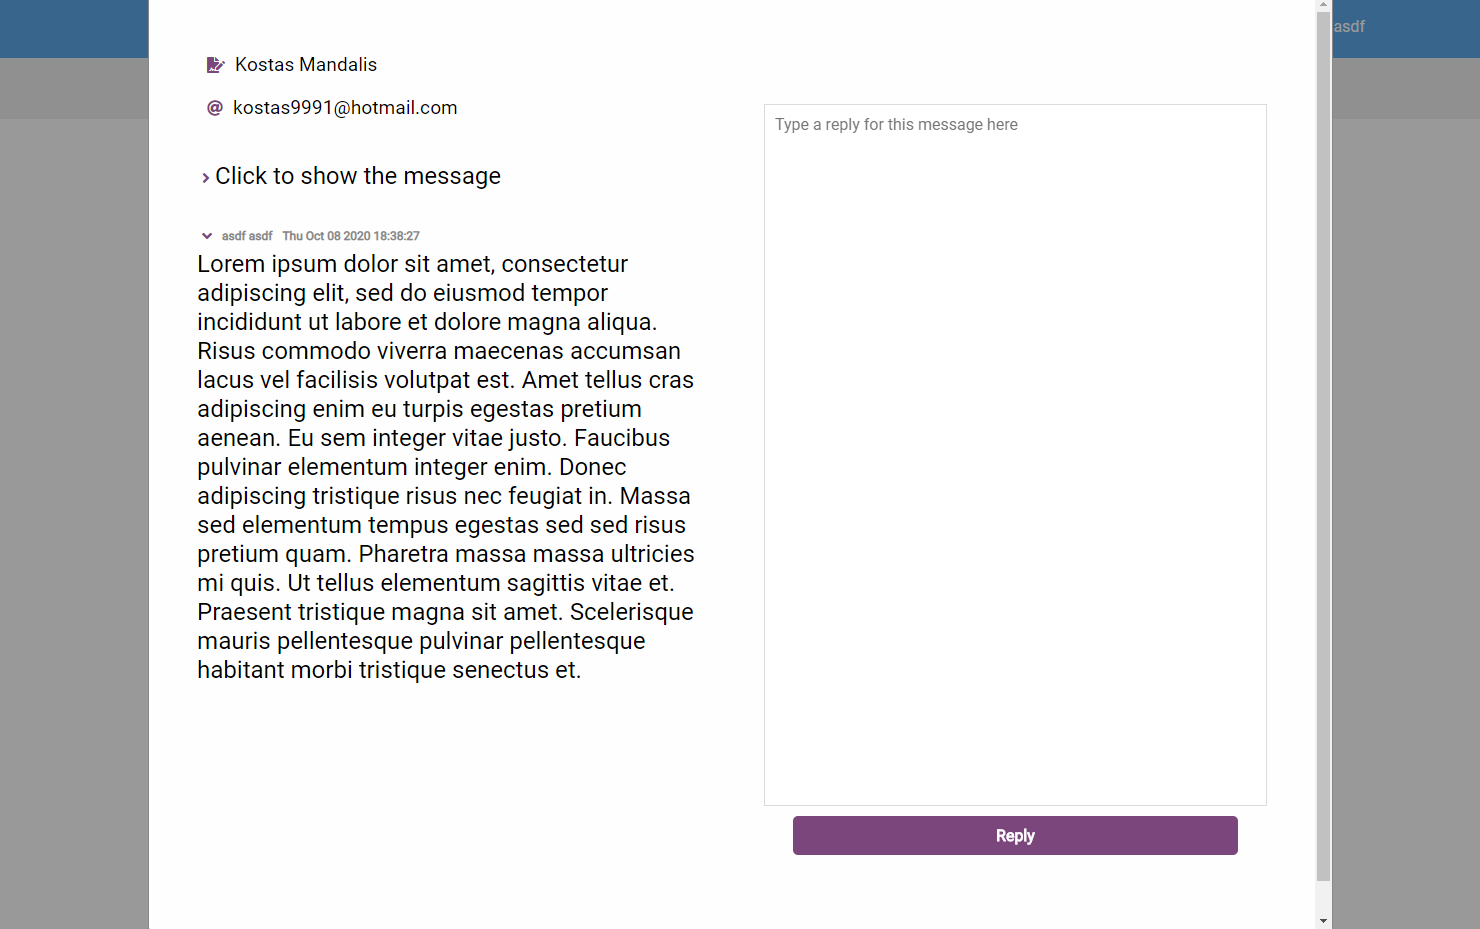 asdf
Kostas Mandalis
kostas9991@hotmail.com
Click to show the message
asdf asdf Thu Oct 08 2020 18:38:27
Lorem ipsum dolor sit amet, consectetur
adipiscing elit, sed do eiusmod tempor
incididunt ut labore et dolore magna aliqua.
Risus commodo viverra maecenas accumsan
lacus vel facilisis volutpat est. Amet tellus cras
adipiscing enim eu turpis egestas pretium
aenean. Eu sem integer vitae justo. Faucibus
pulvinar elementum integer enim. Donec
adipiscing tristique risus nec feugiat in. Massa
sed elementum tempus egestas sed sed risus
pretium quam. Pharetra massa massa ultricies
mi quis. Ut tellus elementum sagittis vitae et.
Praesent tristique magna sit amet. Scelerisque
mauris pellentesque pulvinar pellentesque
habitant morbi tristique senectus et.
Type a reply for this message here
Reply